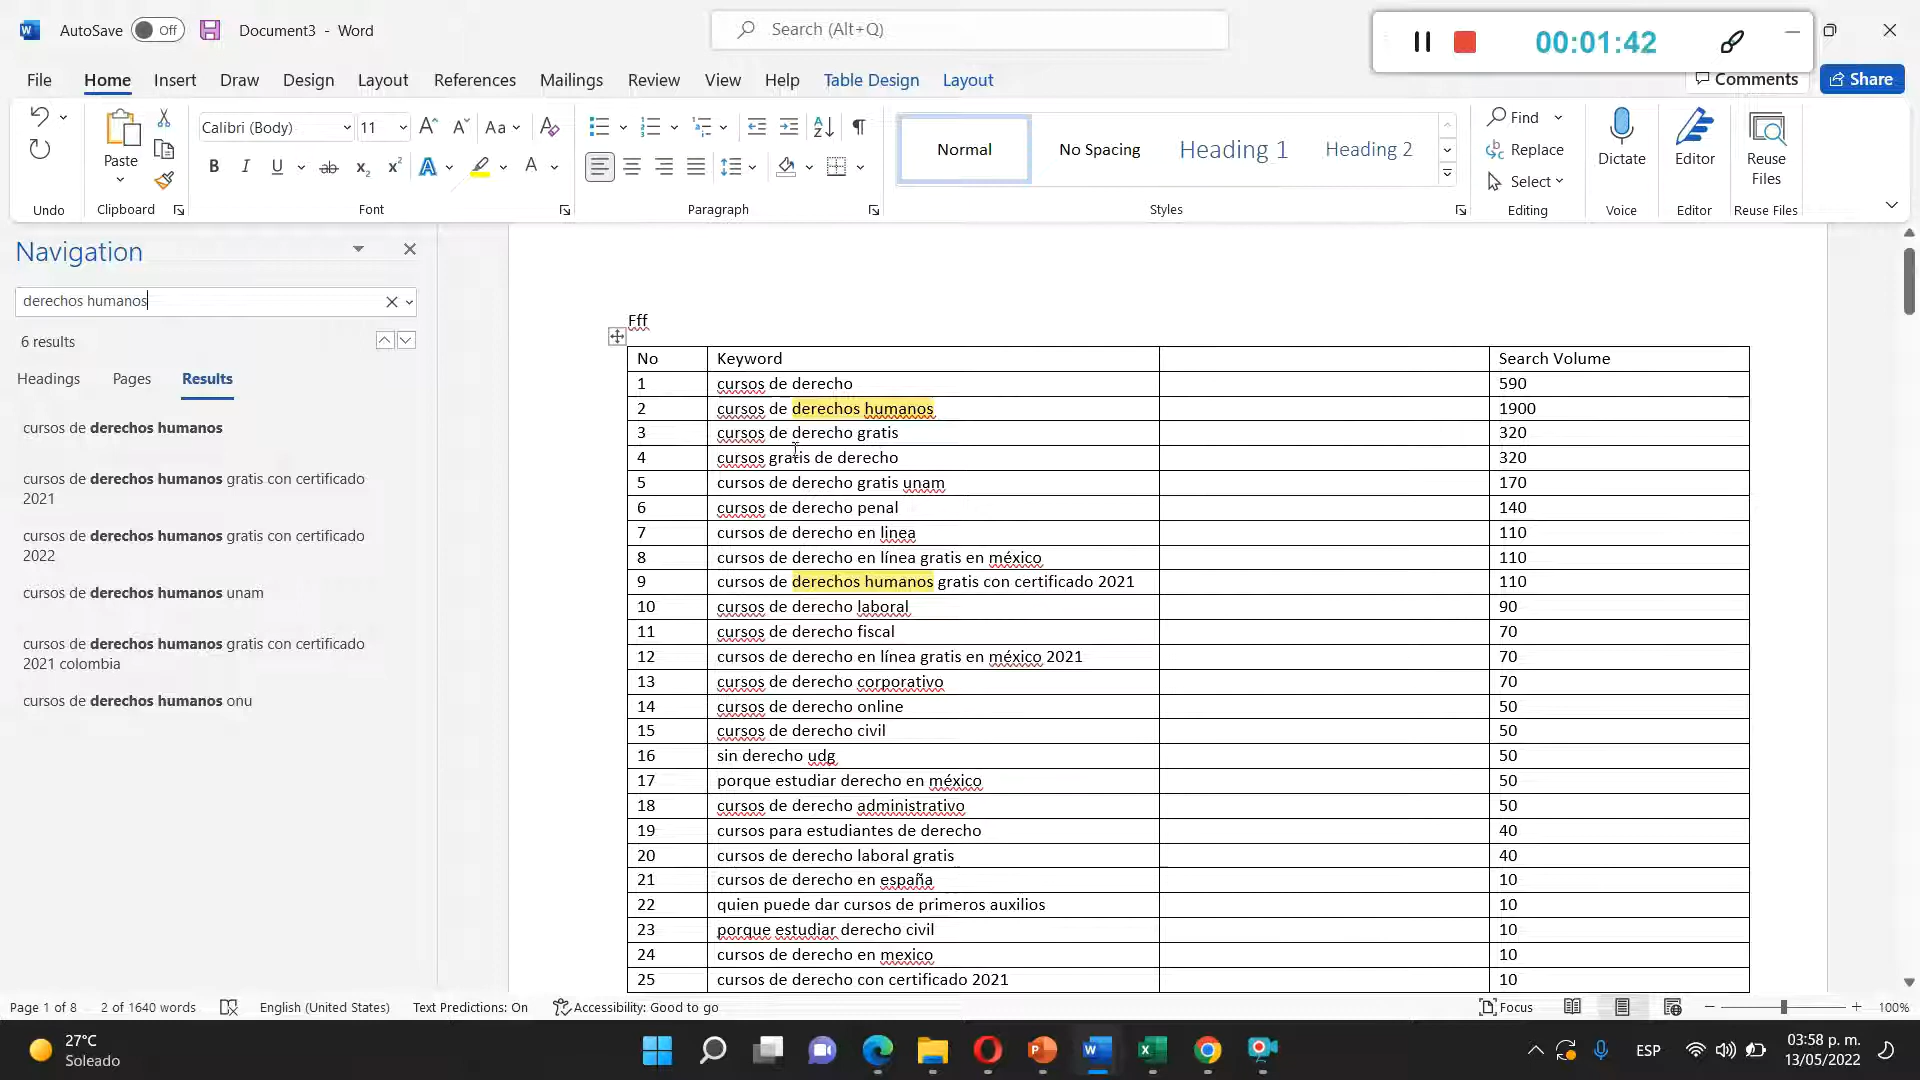 AutoSave Off Document3 - Word Search (Alt+Q) 00:01:42
File Home Insert Draw Design Layout References Mailings Review View Help Table Design Layout Comments Share
Calibri (Body) 11 Aa
Paste
B I U ab x₂ x² A A
Normal No Spacing Heading 1 Heading 2
Find
Replace
Select
Dictate Editor Reuse Files
Undo Clipboard Font Paragraph Styles Editing Voice Editor Reuse Files
Navigation
derechos humanos
6 results
Headings Pages Results
cursos de derechos humanos
cursos de derechos humanos gratis con certificado
2021
cursos de derechos humanos gratis con certificado
2022
cursos de derechos humanos unam
cursos de derechos humanos gratis con certificado
2021 colombia
cursos de derechos humanos onu
Fff
No Keyword Search Volume
1 cursos de derecho 590
2 cursos de derechos humanos 1900
3 cursos de derecho gratis 320
4 cursos gratis de derecho 320
5 cursos de derecho gratis unam 170
6 cursos de derecho penal 140
7 cursos de derecho en linea 110
8 cursos de derecho en línea gratis en méxico 110
9 cursos de derechos humanos gratis con certificado 2021 110
10 cursos de derecho laboral 90
11 cursos de derecho fiscal 70
12 cursos de derecho en línea gratis en méxico 2021 70
13 cursos de derecho corporativo 70
14 cursos de derecho online 50
15 cursos de derecho civil 50
16 sin derecho udg 50
17 porque estudiar derecho en méxico 50
18 cursos de derecho administrativo 50
19 cursos para estudiantes de derecho 40
20 cursos de derecho laboral gratis 40
21 cursos de derecho en españa 10
22 quien puede dar cursos de primeros auxilios 10
23 porque estudiar derecho civil 10
24 cursos de derecho en mexico 10
25 cursos de derecho con certificado 2021 10
Page 1 of 8 2 of 1640 words English (United States) Text Predictions: On Accessibility: Good to go Focus 100%
27°C
Soleado
ESP
03:58 p. m.
13/05/2022